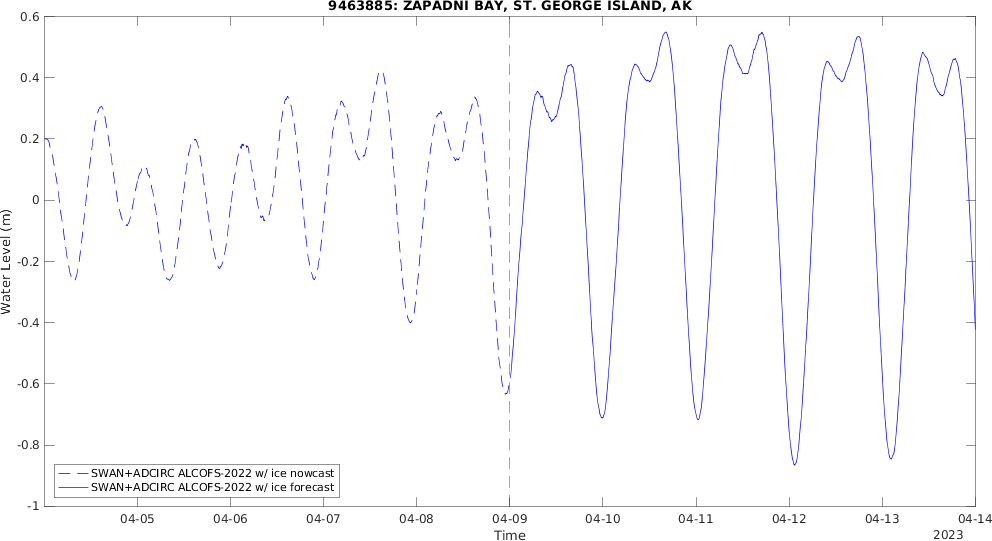 9463885: ZAPADNI BAY, ST. GEORGE ISLAND, AK
0.6
0.4
0.2
0
-0.2
-0.4
-0.6
-0.8
-1
Water Level (m)
SWAN+ADCIRC ALCOFS-2022 w/ ice nowcast
SWAN+ADCIRC ALCOFS-2022 w/ ice forecast
04-05 04-06 04-07 04-08 04-09 04-10 04-11 04-12 04-13 04-14
Time
2023